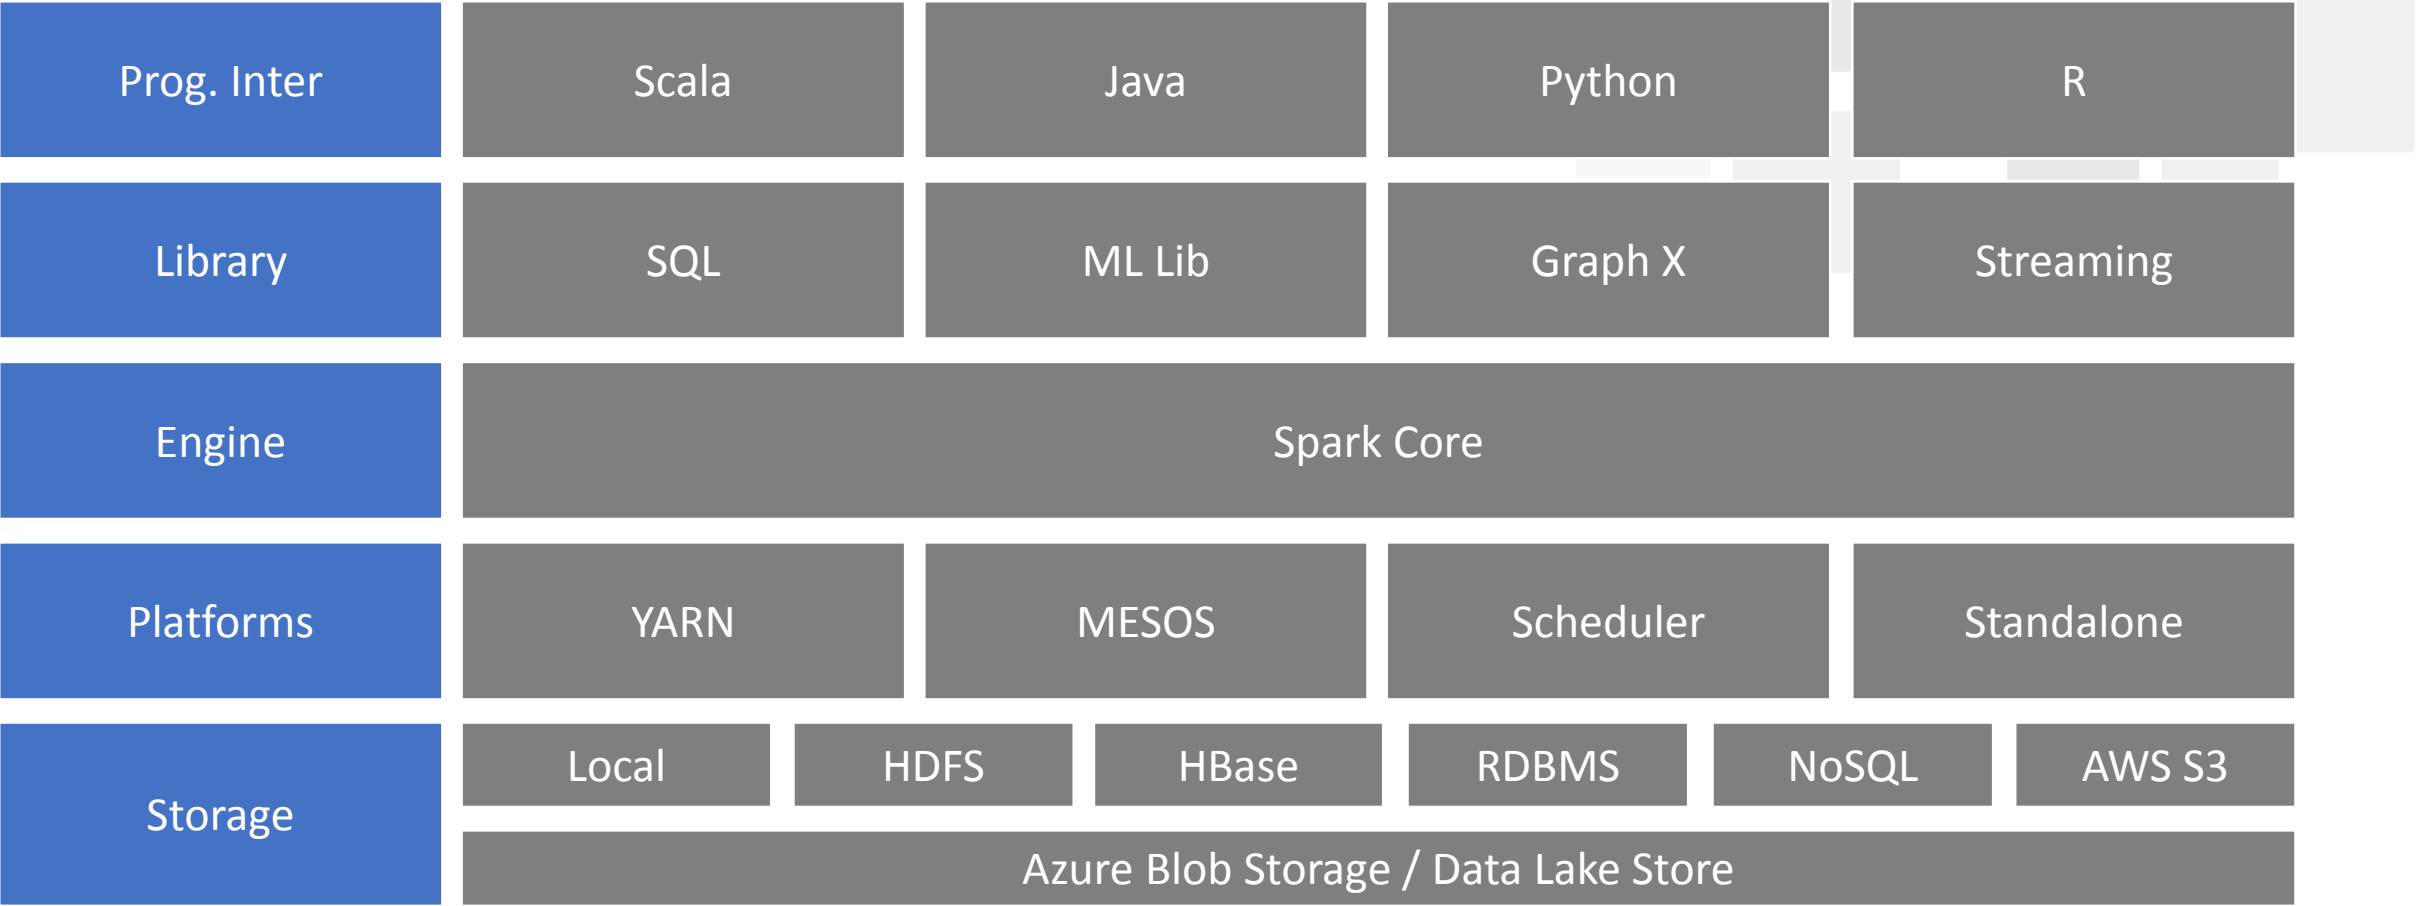 Prog. Inter
Scala
Java
Python
R
Library
SQL
ML Lib
Graph X
Streaming
Engine
Spark Core
Platforms
YARN
MESOS
Scheduler
Standalone
Storage
Local
HDFS
HBase
RDBMS
NoSQL
AWS S3
Azure Blob Storage / Data Lake Store